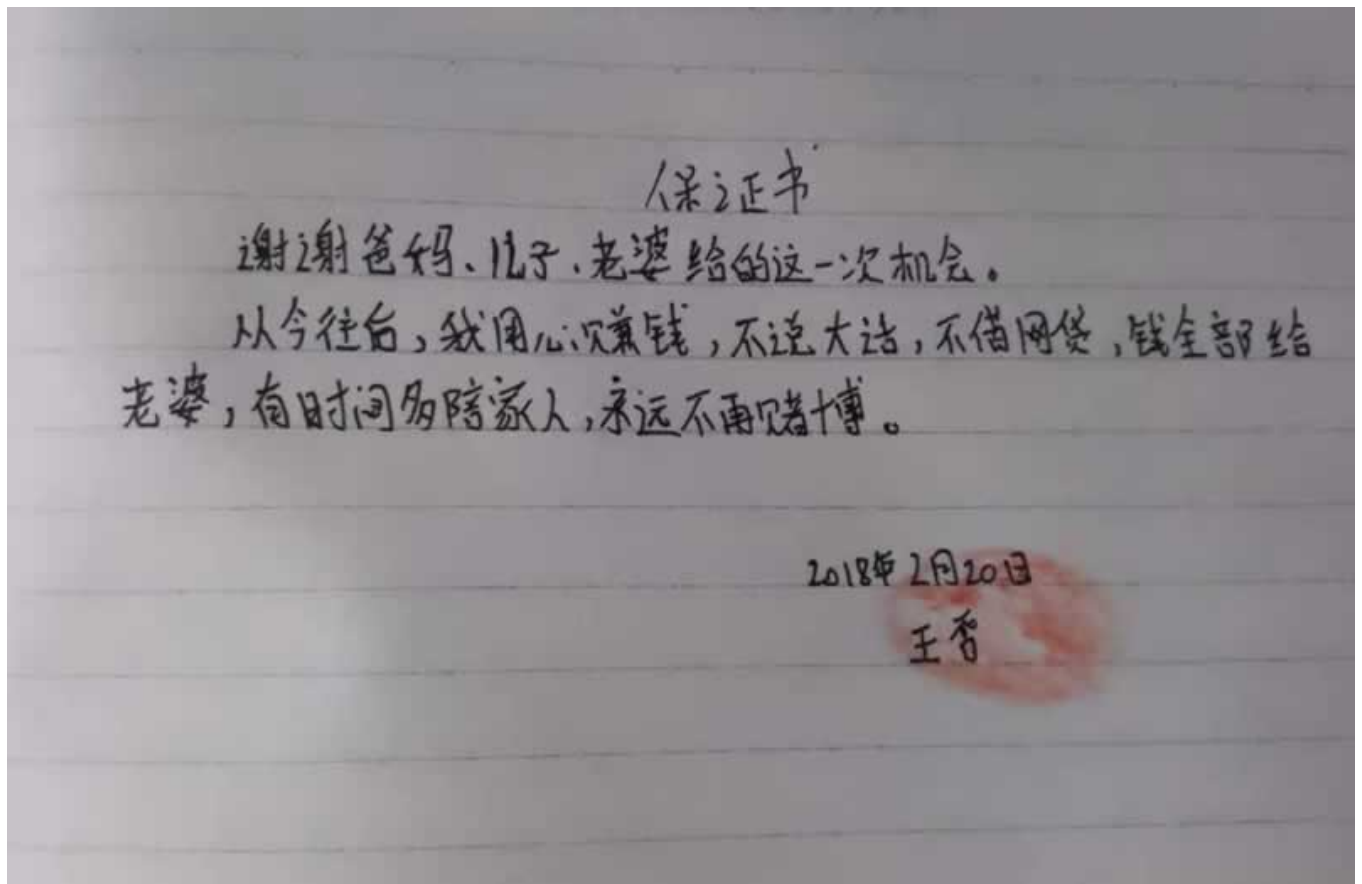 保证书
谢谢爸妈、儿子、老婆给的这一次机会。
从今往后,我用心赚钱,不说大话,不借网贷,钱全部给
老婆,有时间多陪家人,永远不再赌博。
2018年2月20日
王